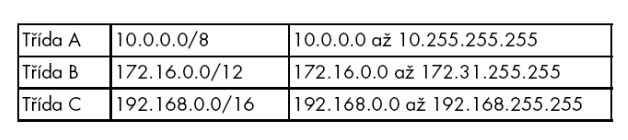 Třída A 10.0.0.0/8 10.0.0.0 až 10.255.255.255
Třída B 172.16.0.0/12 172.16.0.0 až 172.31.255.255
Třída C 192.168.0.0/16 192.168.0.0 až 192.168.255.255